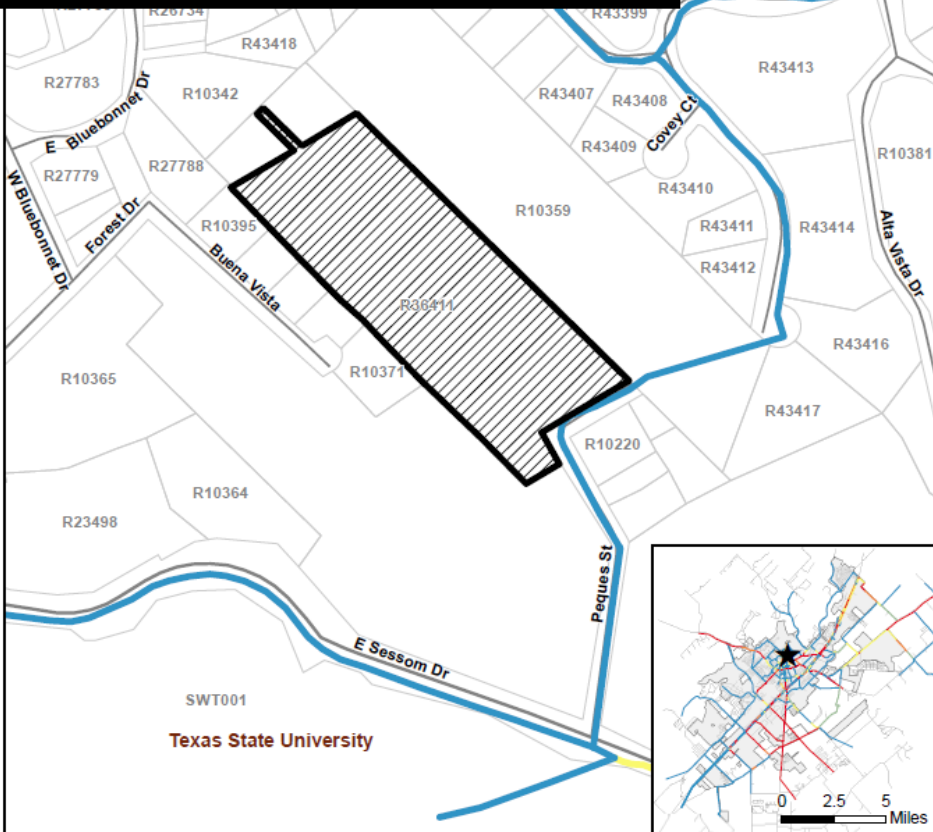 R26734
R43399
R43418
R43413
R27783
R10342
R43407
R43408
E Bluebonnet Dr
Covey Ct
R43409
R10381
R27779
R27788
R43410
W Bluebonnet Dr
Forest Dr
R10395
R10359
R43411
R43414
Alta Vista Dr
Buena Vista
R43412
R36411
R43416
R10365
R10371
R43417
R10220
R10364
R23498
Peques St
E Sessom Dr
SWT001
Texas State University
0 2.5 5
Miles